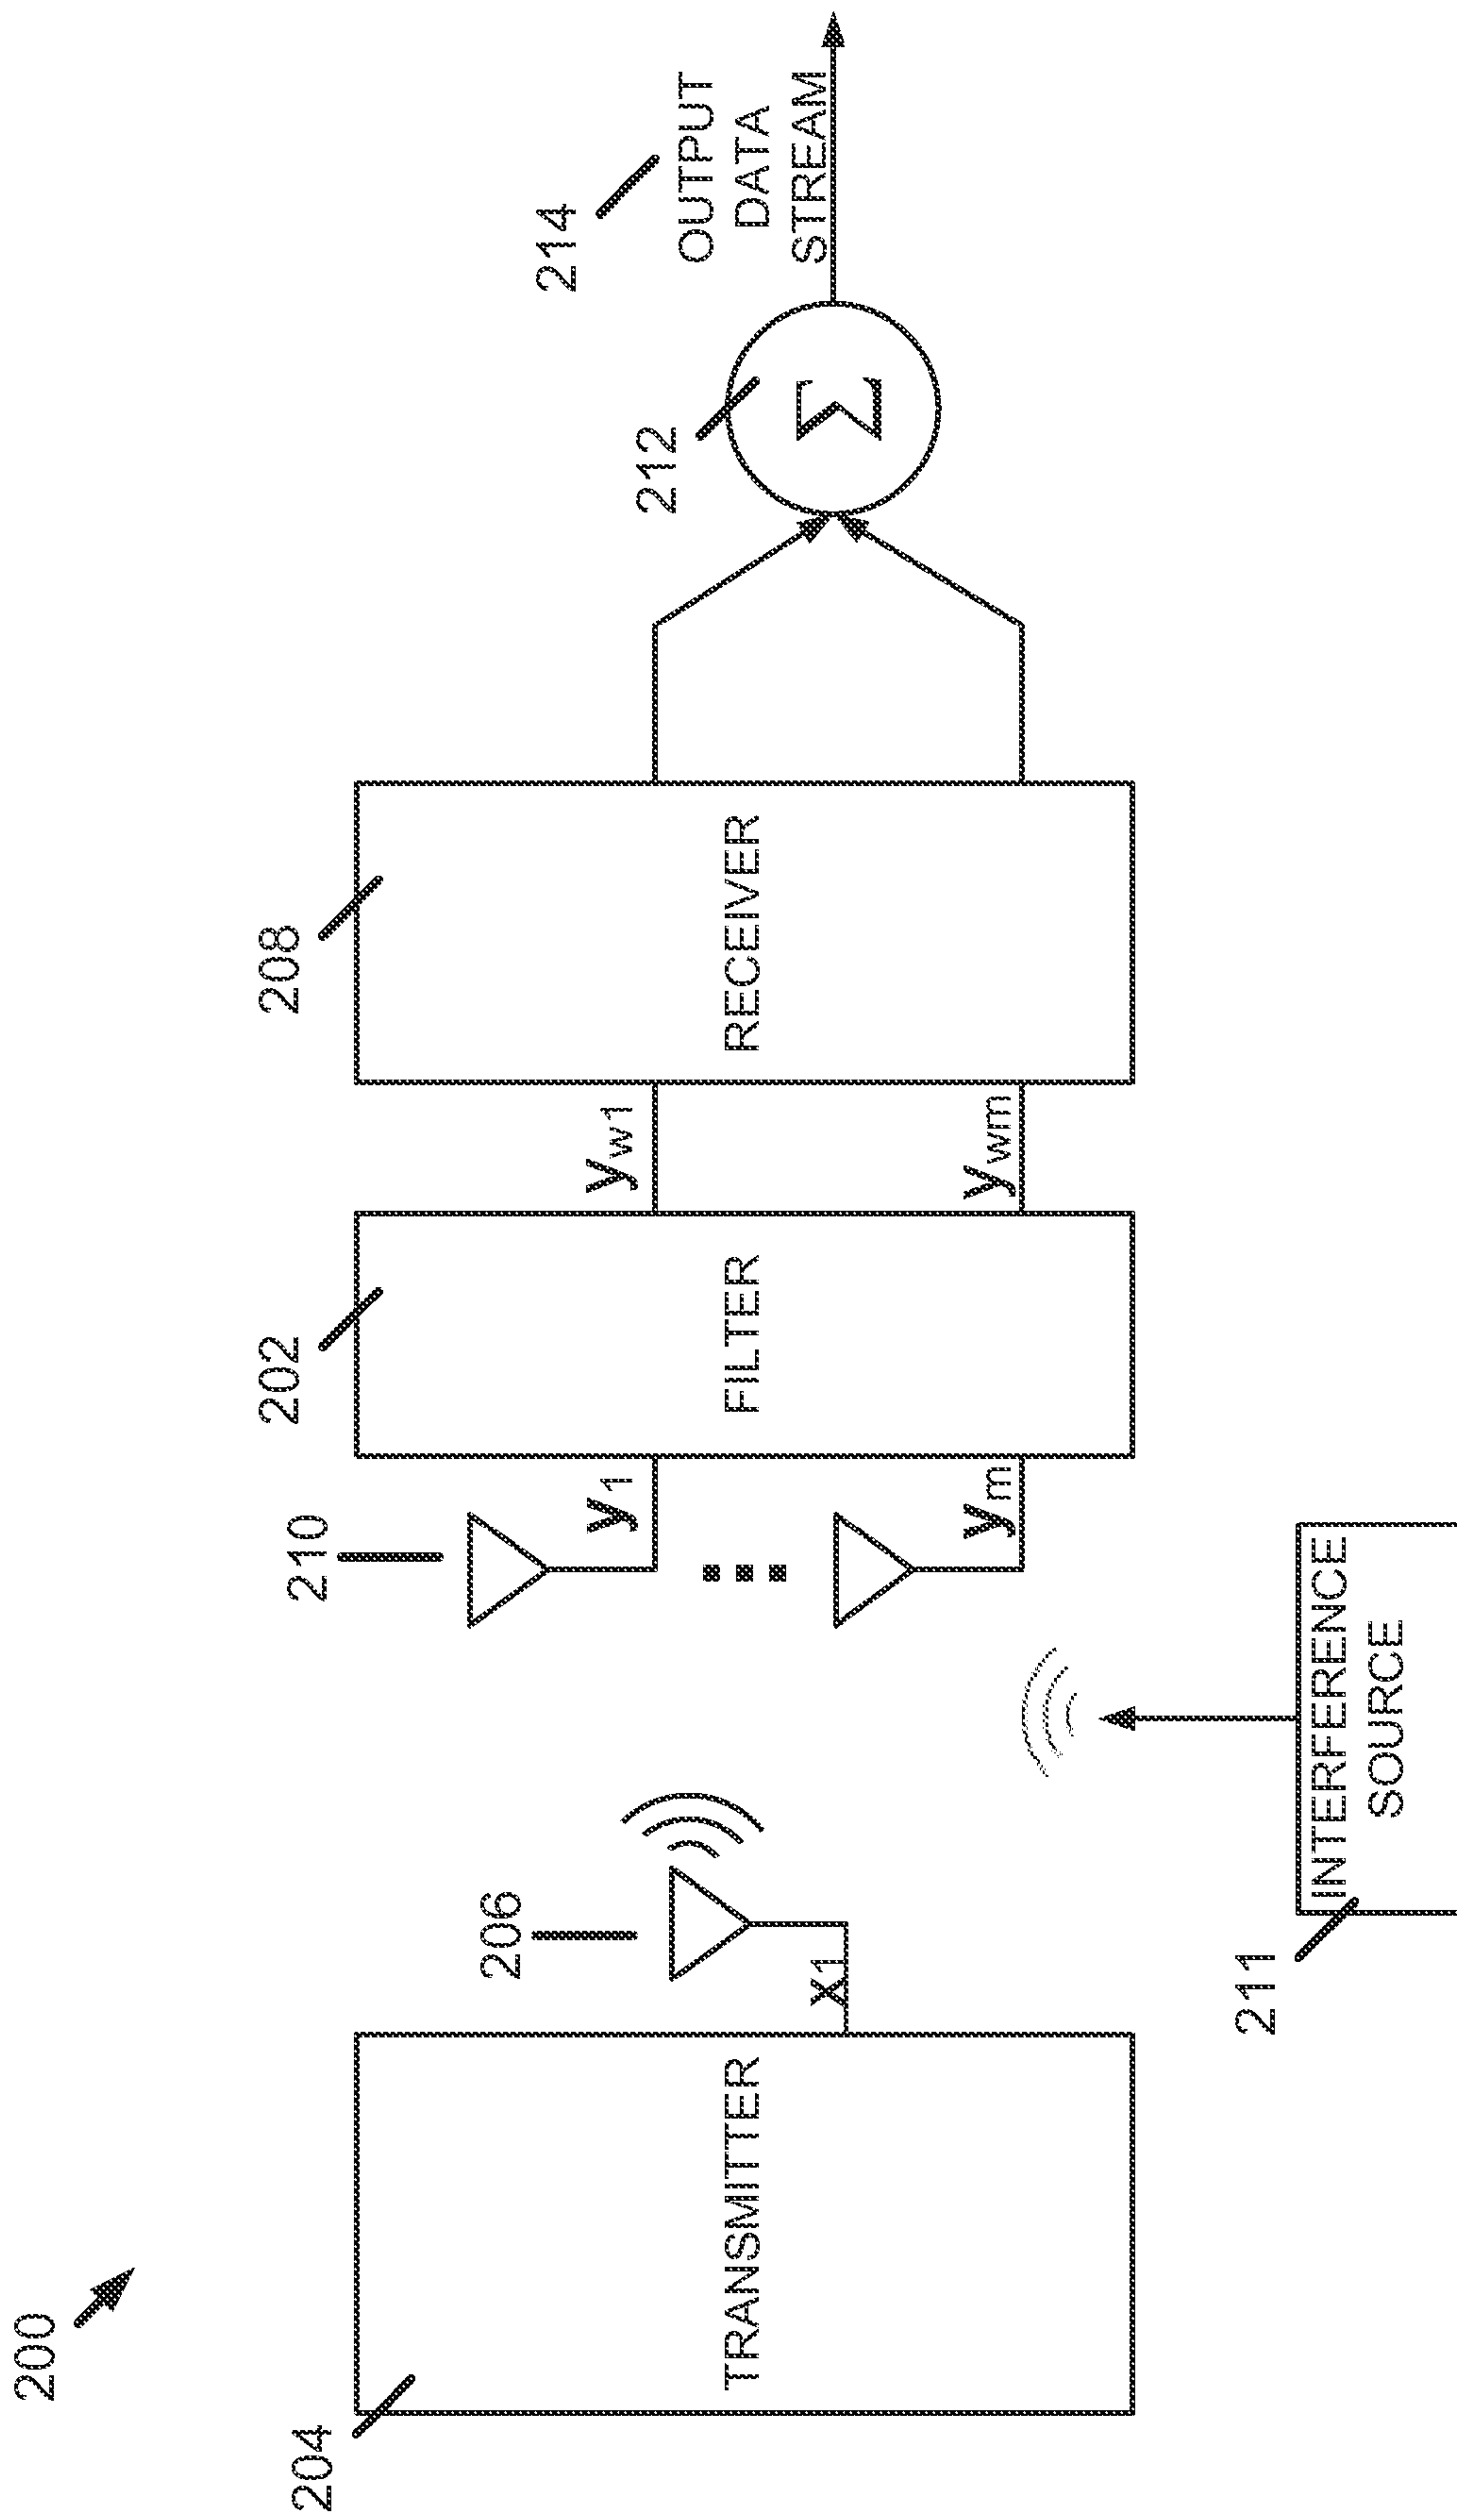 200
204
TRANSMITTER
x1
206
211
INTERFERENCE
SOURCE
210
y1
ym
202
FILTER
yw1
ywm
208
RECEIVER
212
Σ
214
OUTPUT
DATA
STREAM